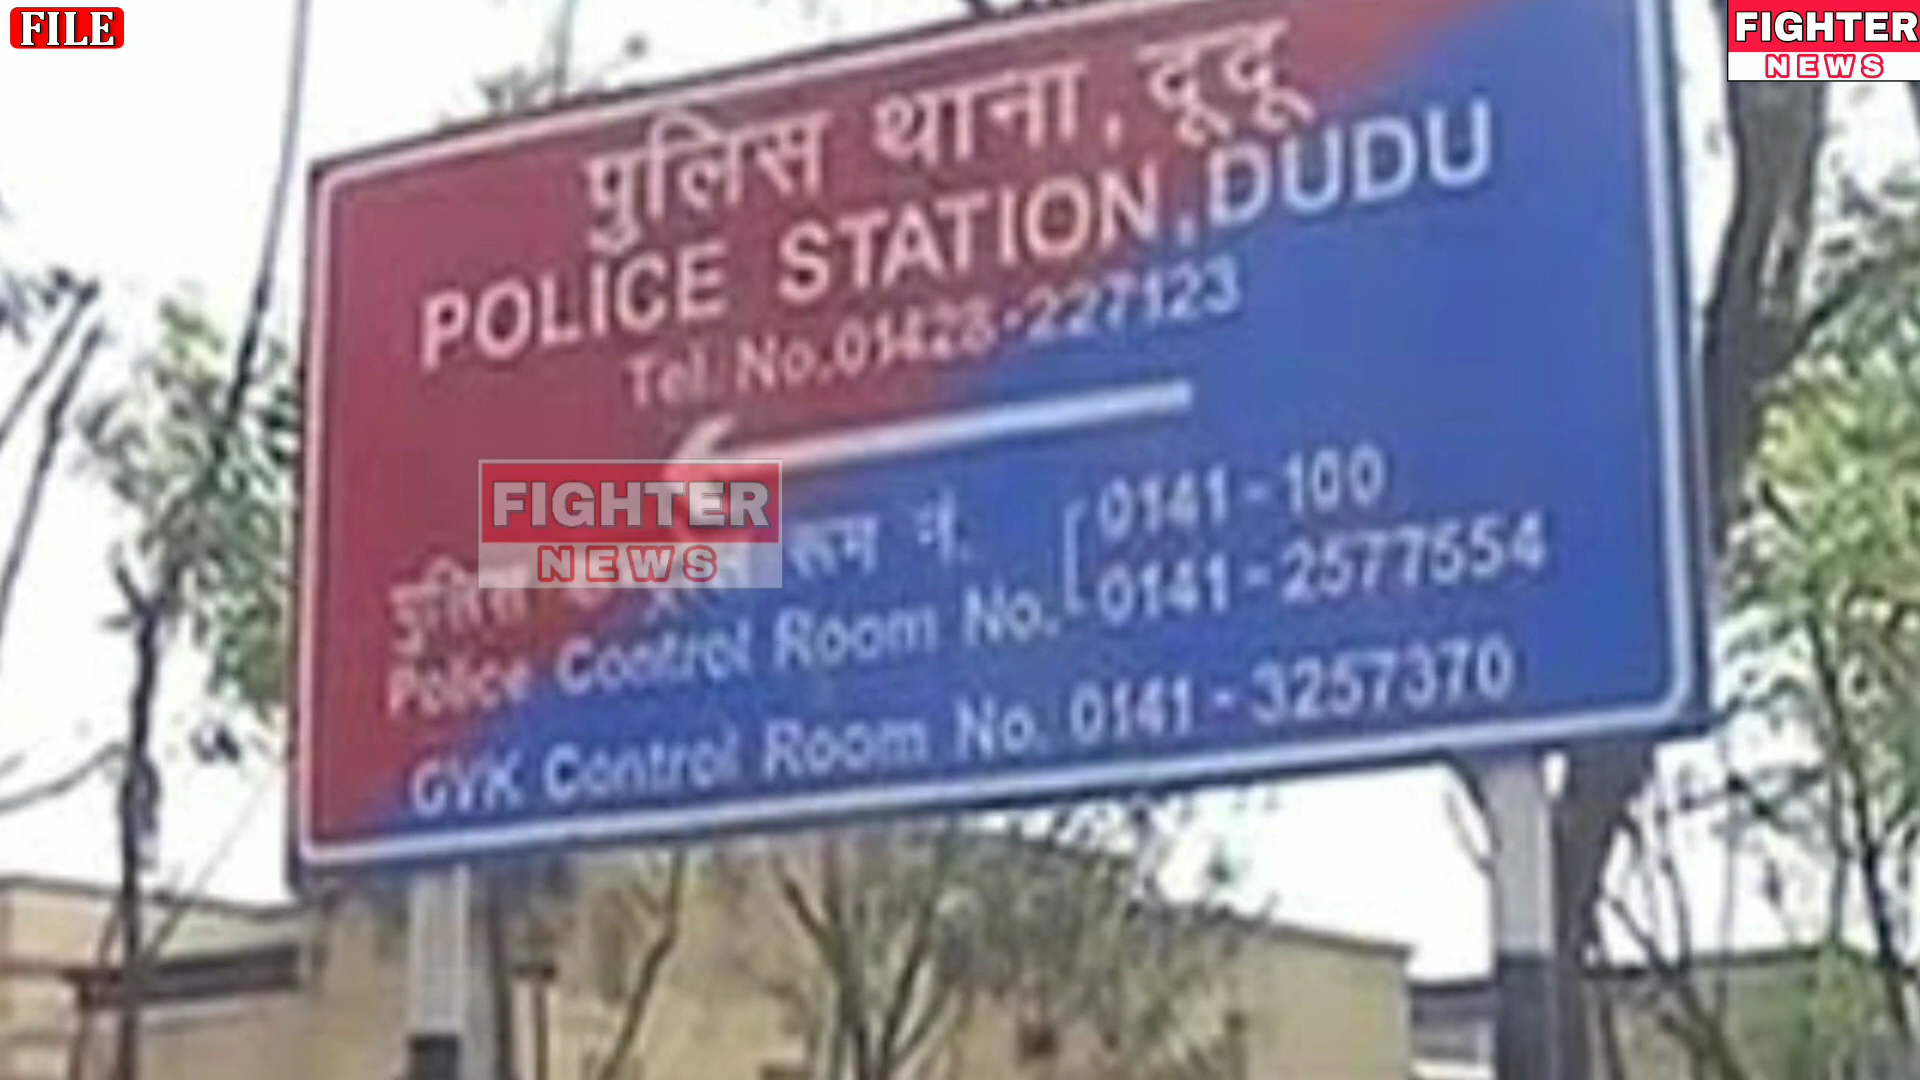 FILE
FIGHTER
NEWS
पुलिस थाना, दूदू
POLICE STATION, DUDU
Tel. No. 01428-227123
FIGHTER
NEWS
पुलिस रूम नं.
0141-100
Police Control Room No. 0141-2577554
GVK Control Room No. 0141-3257370